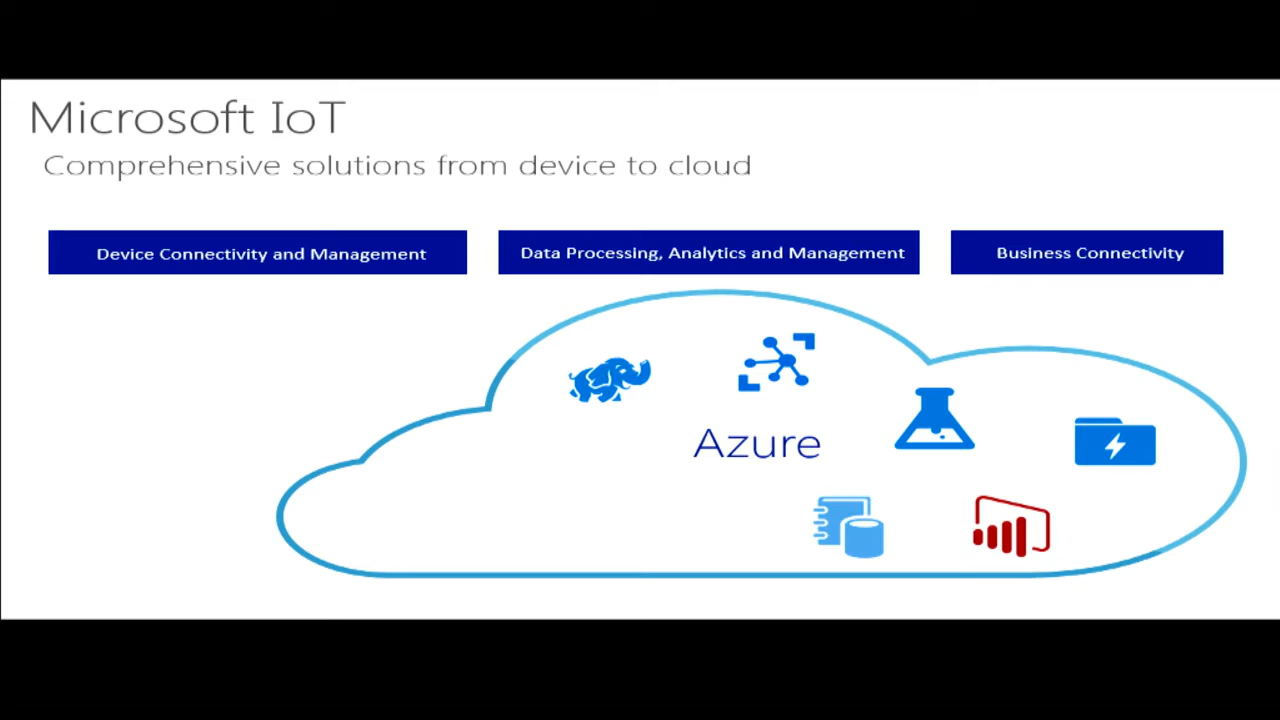 Microsoft IoT
Comprehensive solutions from device to cloud
Device Connectivity and Management
Data Processing, Analytics and Management
Business Connectivity
Azure